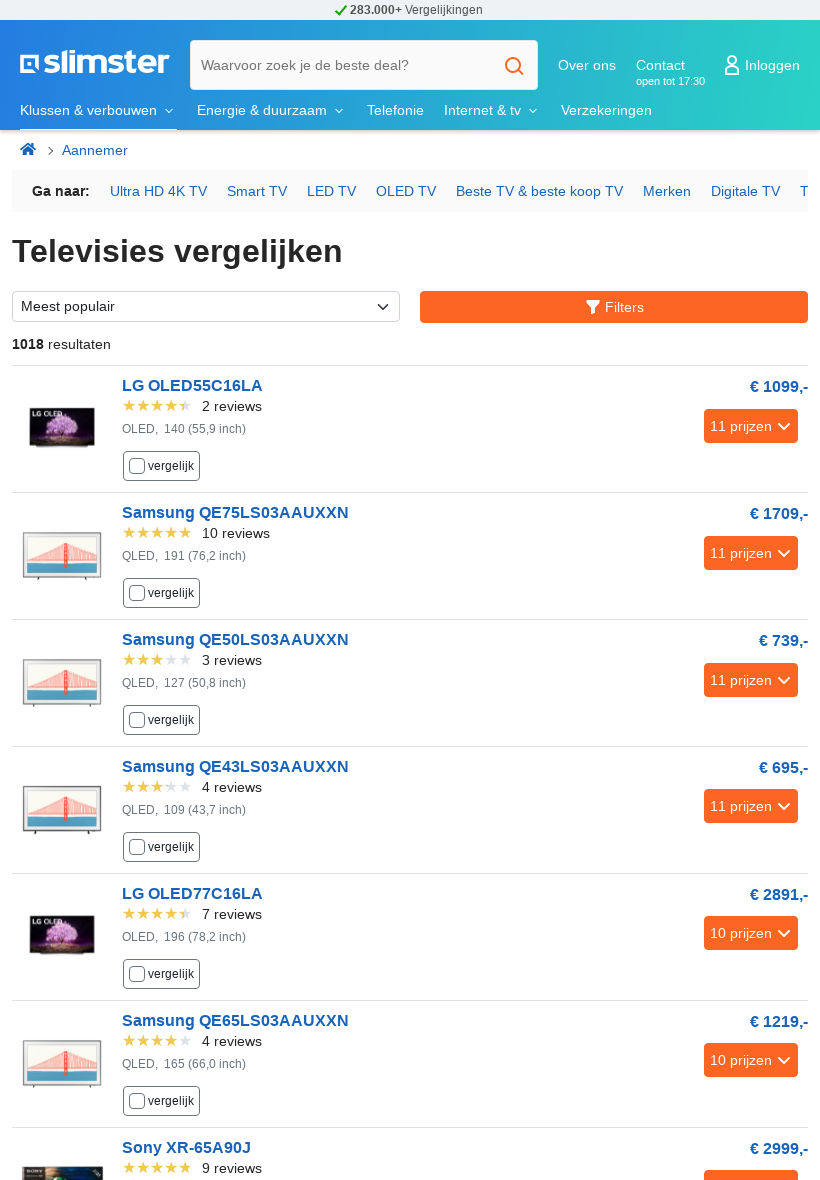 283.000+ Vergelijkingen
slimster
Waarvoor zoek je de beste deal?
Over ons
Contact
open tot 17:30
Inloggen
Klussen & verbouwen
Energie & duurzaam
Telefonie
Internet & tv
Verzekeringen
Aannemer
Ga naar: Ultra HD 4K TV Smart TV LED TV OLED TV Beste TV & beste koop TV Merken Digitale TV T
Televisies vergelijken
Meest populair
Filters
1018 resultaten
LG OLED
LG OLED55C16LA
€ 1099,-
2 reviews
11 prijzen
OLED, 140 (55,9 inch)
vergelijk
Samsung QE75LS03AAUXXN
€ 1709,-
10 reviews
11 prijzen
QLED, 191 (76,2 inch)
vergelijk
Samsung QE50LS03AAUXXN
€ 739,-
3 reviews
11 prijzen
QLED, 127 (50,8 inch)
vergelijk
Samsung QE43LS03AAUXXN
€ 695,-
4 reviews
11 prijzen
QLED, 109 (43,7 inch)
vergelijk
LG OLED
LG OLED77C16LA
€ 2891,-
7 reviews
10 prijzen
OLED, 196 (78,2 inch)
vergelijk
Samsung QE65LS03AAUXXN
€ 1219,-
4 reviews
10 prijzen
QLED, 165 (66,0 inch)
vergelijk
SONY
Sony XR-65A90J
€ 2999,-
9 reviews